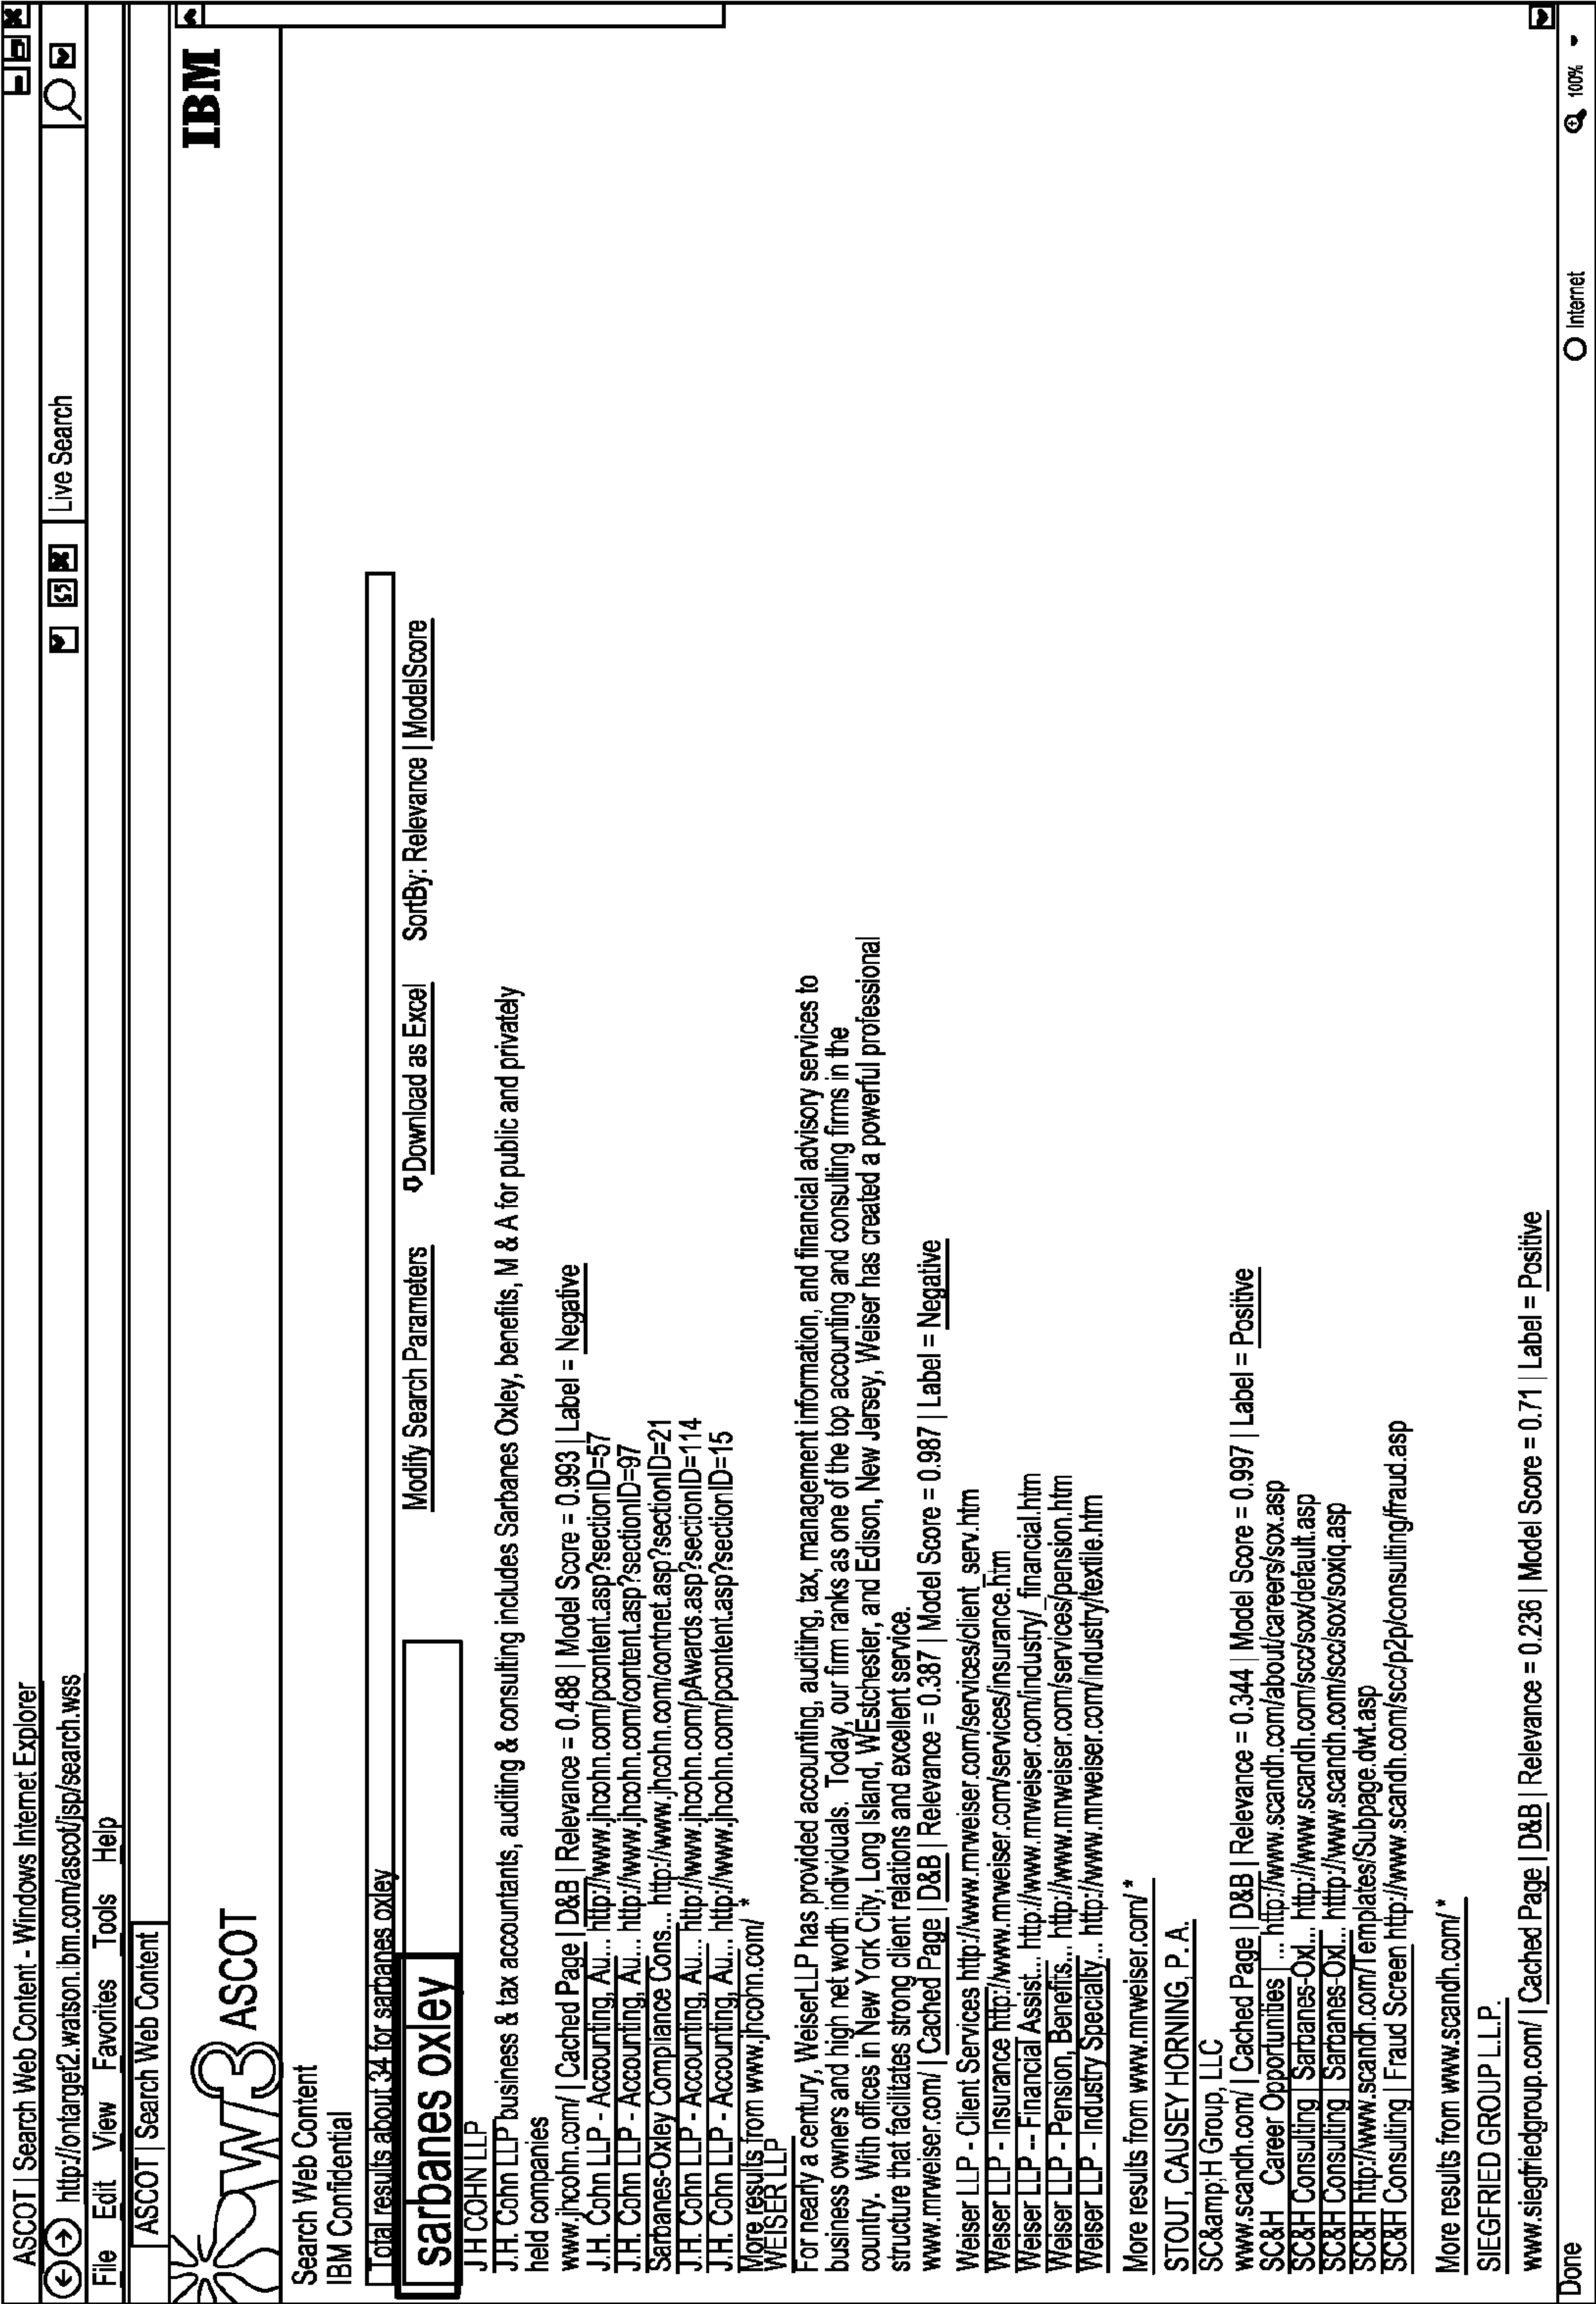 ASCOT | Search Web Content - Windows Internet Explorer
http://ontarget2.watson.ibm.com/ascot/jsp/search.wss
Live Search
File Edit View Favorites Tools Help
ASCOT | Search Web Content
w/3 ASCOT
IBM
Search Web Content
IBM Confidential
Total results about 34 for sarbanes oxley
sarbanes oxley
Modify Search Parameters
Download as Excel
SortBy: Relevance | ModelScore
J H COHN LLP
J.H. Cohn LLP business & tax accountants, auditing & consulting includes Sarbanes Oxley, benefits, M & A for public and privately
held companies
www.jhcohn.com/ | Cached Page | D&B | Relevance = 0.488 | Model Score = 0.993 | Label = Negative
J.H. Cohn LLP - Accounting, Au... http://www.jhcohn.com/pcontent.asp?sectionID=57
J.H. Cohn LLP - Accounting, Au... http://www.jhcohn.com/content.asp?sectionID=97
Sarbanes-Oxley Compliance Cons... http://www.jhcohn.com/contnet.asp?sectionID=21
J.H. Cohn LLP - Accounting, Au... http://www.jhcohn.com/pAwards.asp?sectionID=114
J.H. Cohn LLP - Accounting, Au... http://www.jhcohn.com/pcontent.asp?sectionID=15
More results from www.jhcohn.com/ *
WEISER LLP
For nearly a century, WeiserLLP has provided accounting, auditing, tax, management information, and financial advisory services to
business owners and high net worth individuals. Today, our firm ranks as one of the top accounting and consulting firms in the
country. With offices in New York City, Long Island, WEstchester, and Edison, New Jersey, Weiser has created a powerful professional
structure that facilitates strong client relations and excellent service.
www.mrweiser.com/ | Cached Page | D&B | Relevance = 0.387 | Model Score = 0.987 | Label = Negative
Weiser LLP - Client Services http://www.mrweiser.com/services/client_serv.htm
Weiser LLP - Insurance http://www.mrweiser.com/services/insurance.htm
Weiser LLP -- Financial Assist... http://www.mrweiser.com/industry/_financial.htm
Weiser LLP - Pension, Benefits... http://www.mrweiser.com/services/pension.htm
Weiser LLP - Industry Specialty... http://www.mrweiser.com/industry/textile.htm
More results from www.mrweiser.com/ *
STOUT, CAUSEY HORNING, P. A.
SC&amp;H Group, LLC
www.scandh.com/ | Cached Page | D&B | Relevance = 0.344 | Model Score = 0.997 | Label = Positive
SC&H Career Opportunities | ... http://www.scandh.com/about/careers/sox.asp
SC&H Consulting | Sarbanes-Oxl... http://www.scandh.com/scc/sox/default.asp
SC&H Consulting | Sarbanes-Oxl... http://www.scandh.com/scc/sox/soxiq.asp
SC&H http://www.scandh.com/Templates/Subpage.dwt.asp
SC&H Consulting | Fraud Screen http://www.scandh.com/scc/p2p/consulting/fraud.asp
More results from www.scandh.com/ *
SIEGFRIED GROUP L.L.P.
www.siegfriedgroup.com/ | Cached Page | D&B | Relevance = 0.236 | Model Score = 0.71 | Label = Positive
Done
Internet
100%